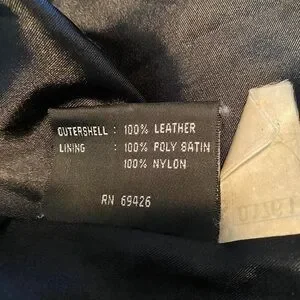 OUTERSHELL : 100% LEATHER
LINING : 100% POLY SATIN
100% NYLON
RN 69426